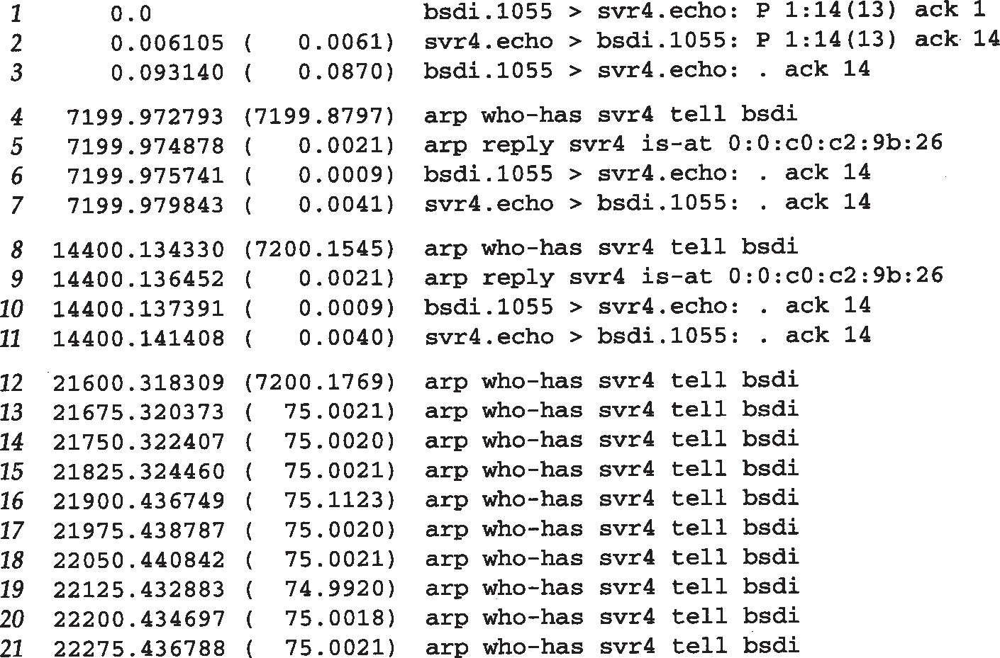 1 0.0 bsdi.1055 > svr4.echo: P 1:14(13) ack 1
2 0.006105 ( 0.0061) svr4.echo > bsdi.1055: P 1:14(13) ack 14
3 0.093140 ( 0.0870) bsdi.1055 > svr4.echo: . ack 14
4 7199.972793 (7199.8797) arp who-has svr4 tell bsdi
5 7199.974878 ( 0.0021) arp reply svr4 is-at 0:0:c0:c2:9b:26
6 7199.975741 ( 0.0009) bsdi.1055 > svr4.echo: . ack 14
7 7199.979843 ( 0.0041) svr4.echo > bsdi.1055: . ack 14
8 14400.134330 (7200.1545) arp who-has svr4 tell bsdi
9 14400.136452 ( 0.0021) arp reply svr4 is-at 0:0:c0:c2:9b:26
10 14400.137391 ( 0.0009) bsdi.1055 > svr4.echo: . ack 14
11 14400.141408 ( 0.0040) svr4.echo > bsdi.1055: . ack 14
12 21600.318309 (7200.1769) arp who-has svr4 tell bsdi
13 21675.320373 ( 75.0021) arp who-has svr4 tell bsdi
14 21750.322407 ( 75.0020) arp who-has svr4 tell bsdi
15 21825.324460 ( 75.0021) arp who-has svr4 tell bsdi
16 21900.436749 ( 75.1123) arp who-has svr4 tell bsdi
17 21975.438787 ( 75.0020) arp who-has svr4 tell bsdi
18 22050.440842 ( 75.0021) arp who-has svr4 tell bsdi
19 22125.432883 ( 74.9920) arp who-has svr4 tell bsdi
20 22200.434697 ( 75.0018) arp who-has svr4 tell bsdi
21 22275.436788 ( 75.0021) arp who-has svr4 tell bsdi